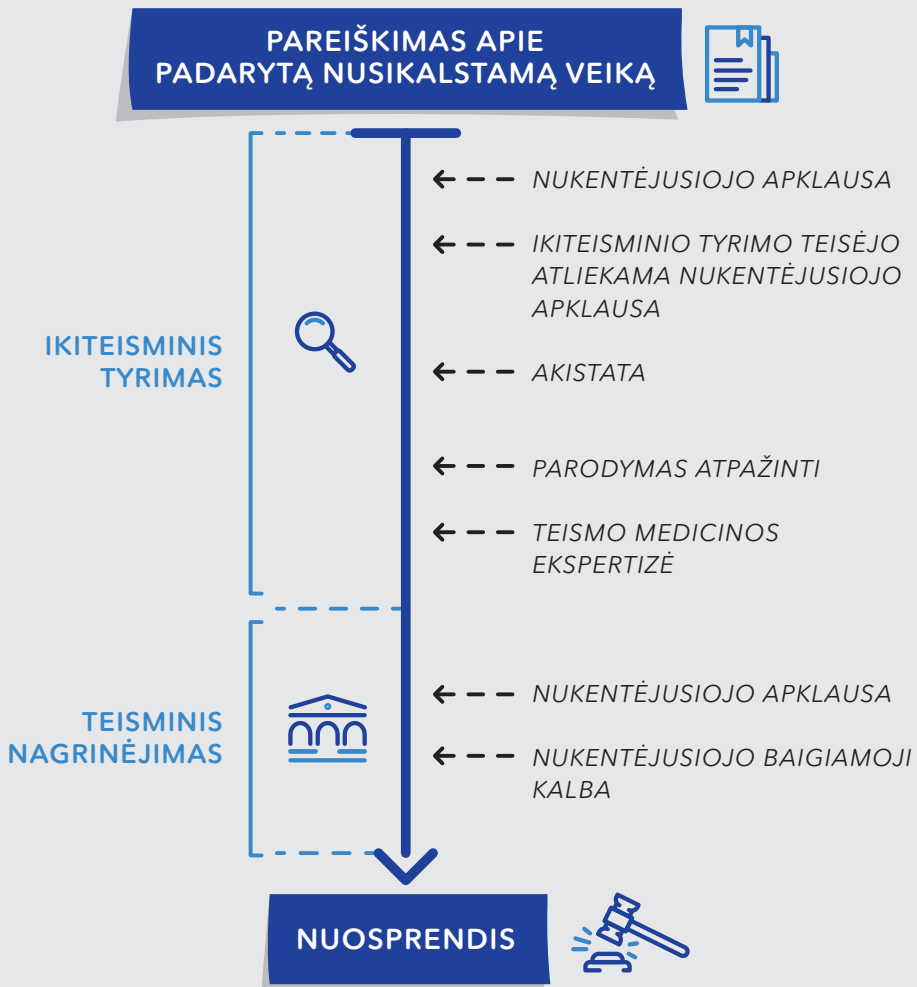 PAREIŠKIMAS APIE
PADARYTĄ NUSIKALSTAMĄ VEIKĄ
NUKENTĖJUSIOJO APKLAUSA
IKITEISMINIO TYRIMO TEISĖJO
ATLIEKAMA NUKENTĖJUSIOJO
APKLAUSA
IKITEISMINIS
TYRIMAS
AKISTATA
PARODYMAS ATPAŽINTI
TEISMO MEDICINOS
EKSPERTIZĖ
TEISMINIS
NAGRINĖJIMAS
NUKENTĖJUSIOJO APKLAUSA
NUKENTĖJUSIOJO BAIGIAMOJI
KALBA
NUOSPRENDIS